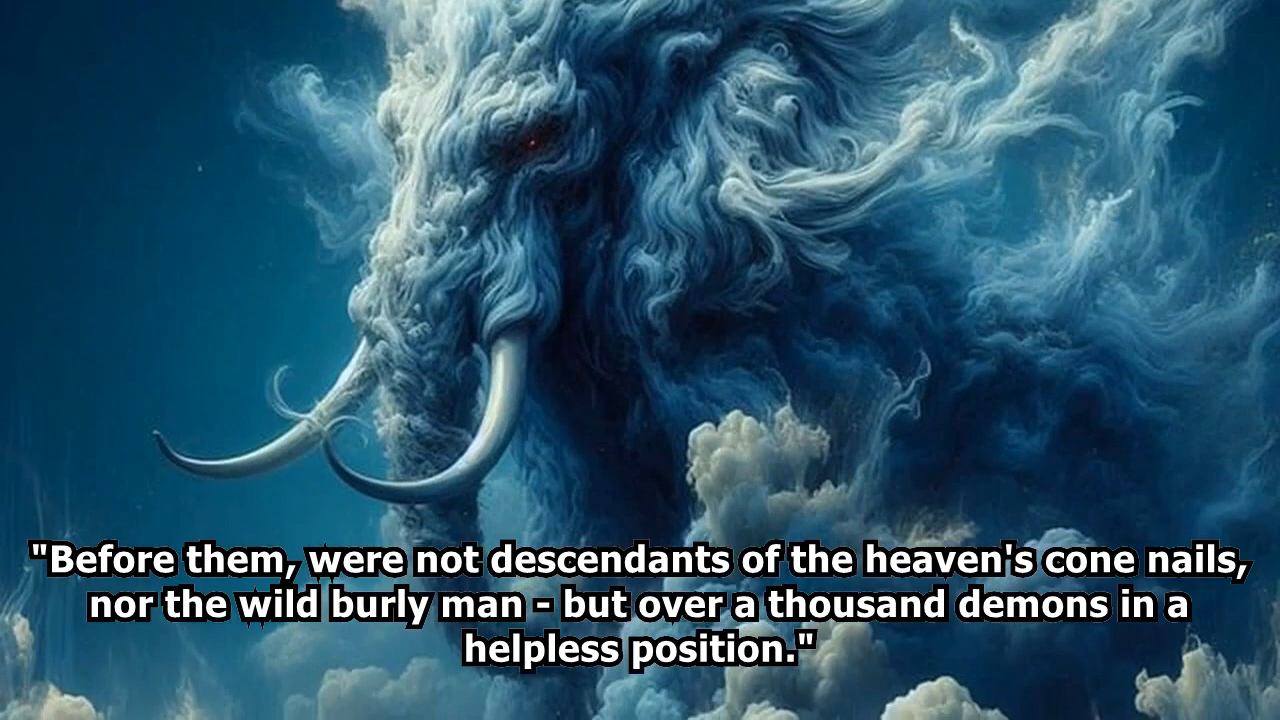 "Before them, were not descendants of the heaven's cone nails,
nor the wild burly man - but over a thousand demons in a
helpless position."